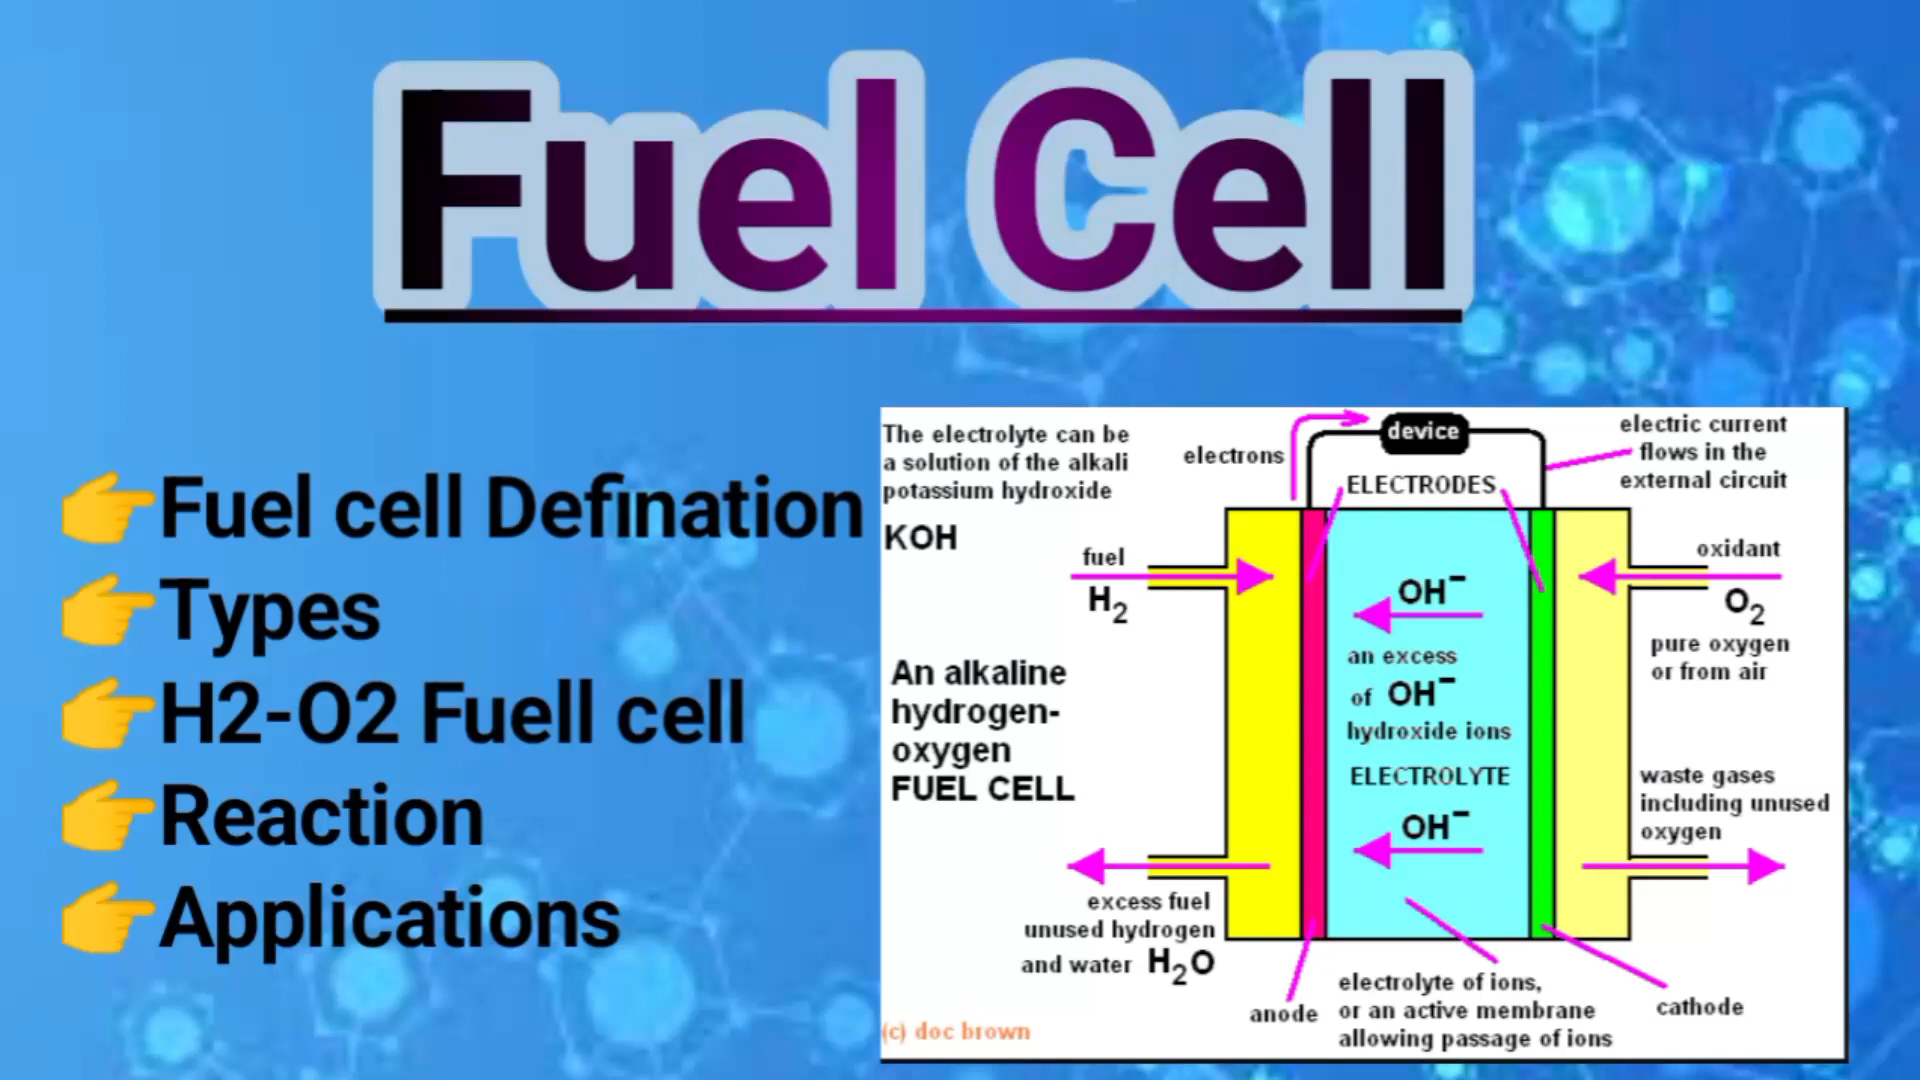 Fuel Cell
👉Fuel cell Defination
👉Types
👉H2-O2 Fuell cell
👉Reaction
👉Applications
The electrolyte can be
a solution of the alkali
potassium hydroxide
KOH
An alkaline
hydrogen-
oxygen
FUEL CELL
electrons
device
ELECTRODES
electric current
flows in the
external circuit
fuel
H₂
oxidant
O₂
pure oxygen
or from air
OH⁻
an excess
of OH⁻
hydroxide ions
ELECTROLYTE
OH⁻
waste gases
including unused
oxygen
excess fuel
unused hydrogen
and water H₂O
anode
electrolyte of ions,
or an active membrane
allowing passage of ions
cathode
(c) doc brown